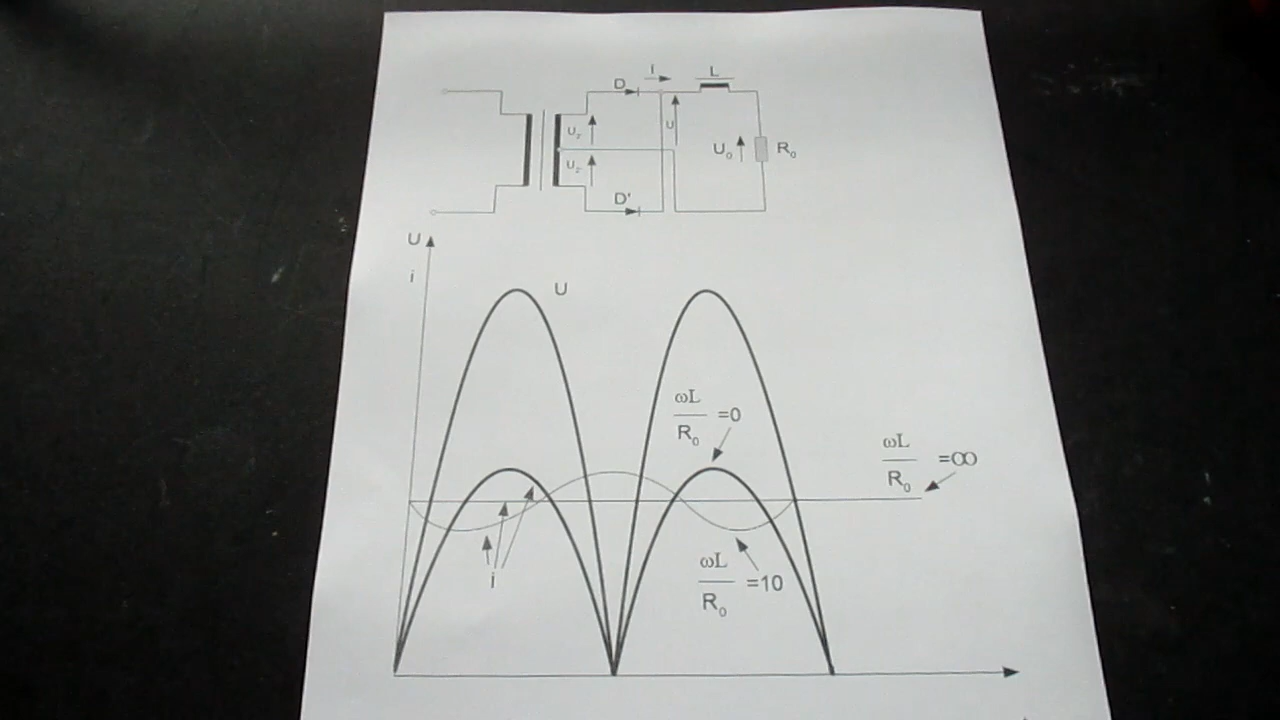 i
L
D
U
U₂
U₂
U₀
R₀
D'
U
i
U
ωL
R₀
=0
ωL
R₀
=∞
ωL
R₀
=10
i